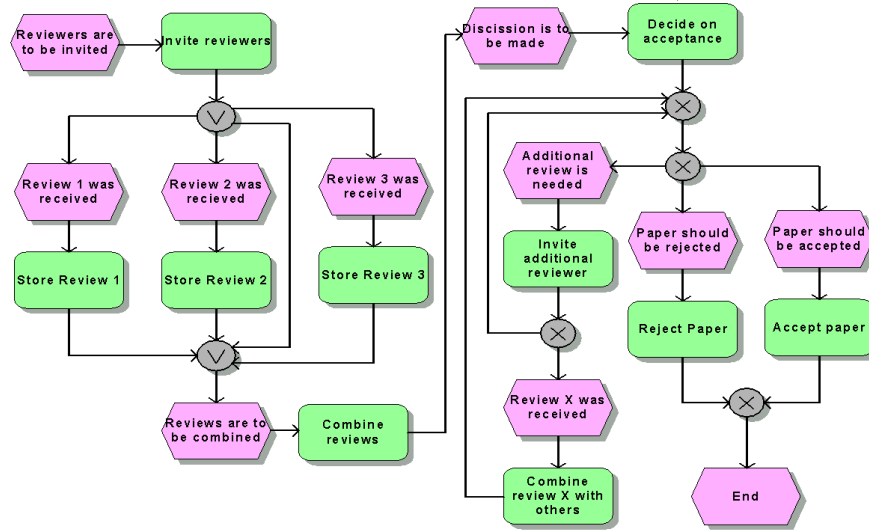 Reviewers are
to be invited
Invite reviewers
Discission is to
be made
Decide on
acceptance
Review 1 was
received
Review 2 was
recieved
Review 3 was
received
Store Review 1
Store Review 2
Store Review 3
Reviews are to
be combined
Combine
reviews
Additional
review is
needed
Paper should
be rejected
Paper should
be accepted
Invite
additional
reviewer
Reject Paper
Accept paper
Review X was
received
Combine
review X with
others
End